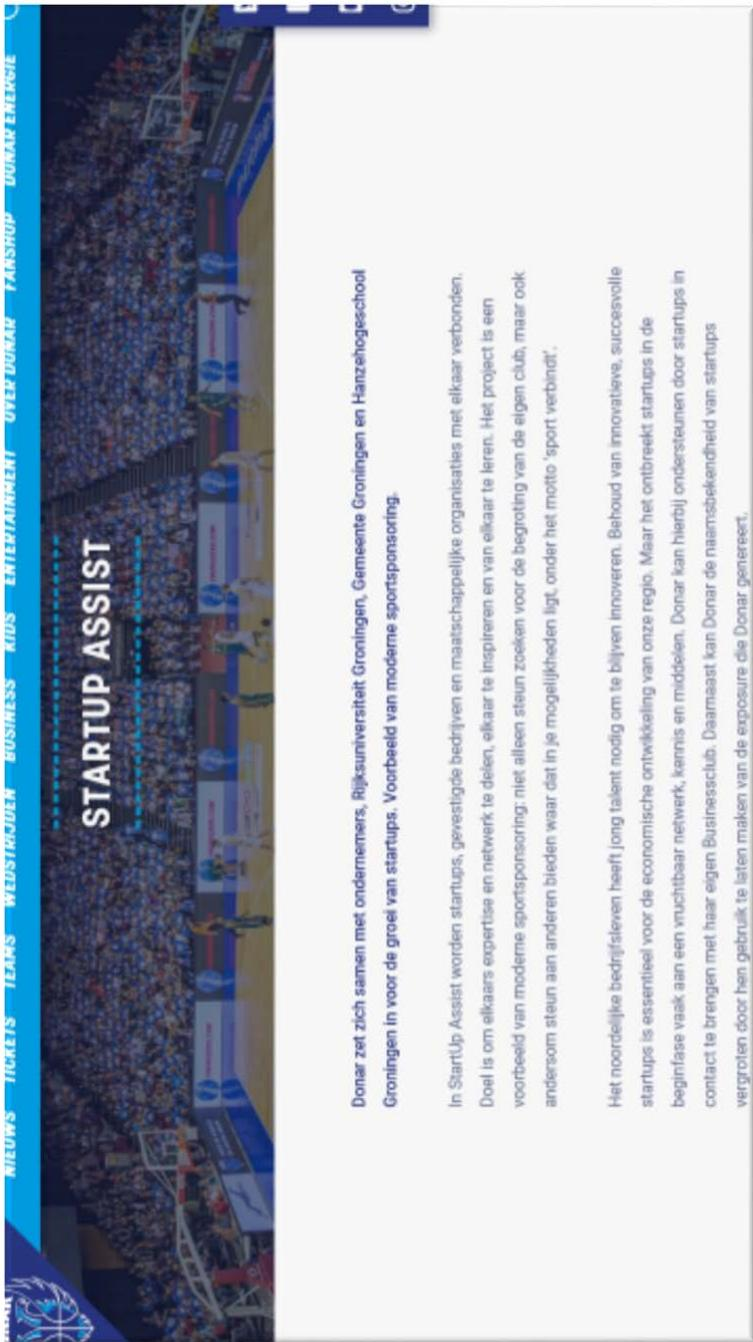 NIEUWS TICKETS TEAMS WEDSTRIJDEN BUSINESS KIDS ENTERTAINMENT OVER DONAR FANSHOP DONAR ENERGIE
STARTUP ASSIST
Donar zet zich samen met ondernemers, Rijksuniversiteit Groningen, Gemeente Groningen en Hanzehogeschool
Groningen in voor de groei van startups. Voorbeeld van moderne sportsponsoring.
In StartUp Assist worden startups, gevestigde bedrijven en maatschappelijke organisaties met elkaar verbonden.
Doel is om elkaars expertise en netwerk te delen, elkaar te inspireren en van elkaar te leren. Het project is een
voorbeeld van moderne sportsponsoring: niet alleen steun zoeken voor de begroting van de eigen club, maar ook
andersom steun aan anderen bieden waar dat in je mogelijkheden ligt, onder het motto 'sport verbindt'.
Het noordelijke bedrijfsleven heeft jong talent nodig om te blijven innoveren. Behoud van innovatieve, succesvolle
startups is essentieel voor de economische ontwikkeling van onze regio. Maar het ontbreekt startups in de
beginfase vaak aan een vruchtbaar netwerk, kennis en middelen. Donar kan hierbij ondersteunen door startups in
contact te brengen met haar eigen Businessclub. Daarnaast kan Donar de naamsbekendheid van startups
vergroten door hen gebruik te laten maken van de exposure die Donar genereert.